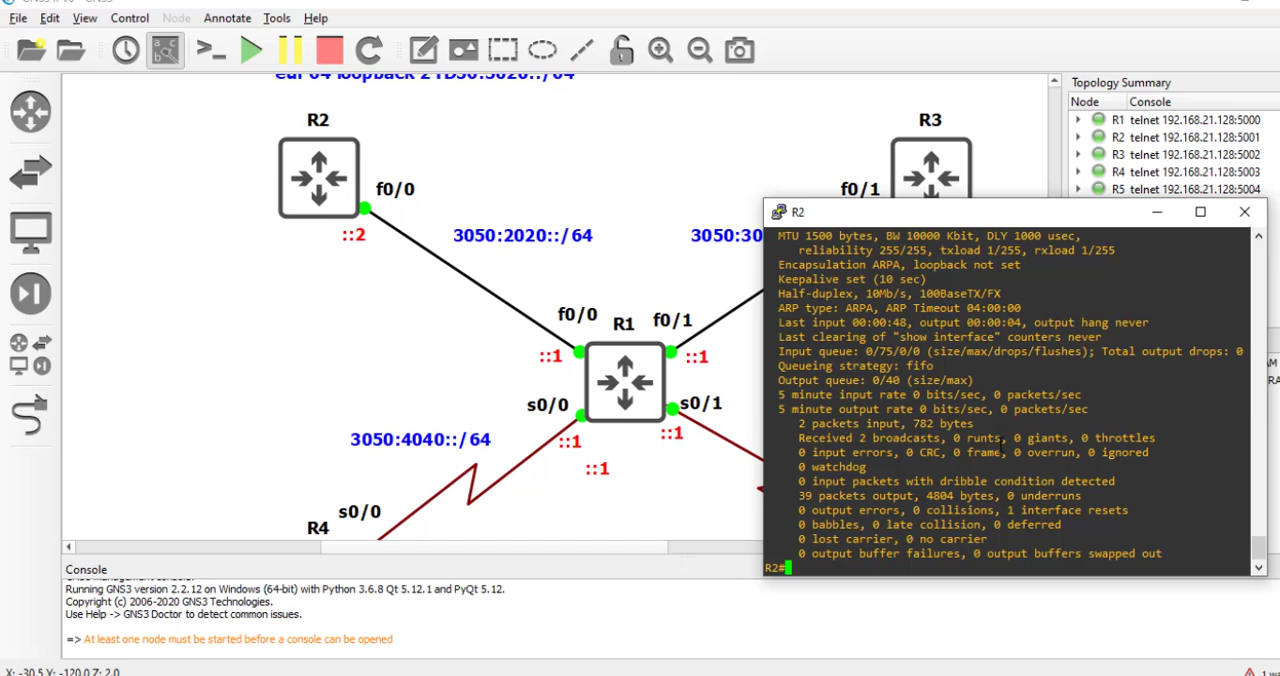 File Edit View Control Node Annotate Tools Help
Topology Summary
Node Console
R1 telnet 192.168.21.128:5000
R2 telnet 192.168.21.128:5001
R3 telnet 192.168.21.128:5002
R4 telnet 192.168.21.128:5003
R5 telnet 192.168.21.128:5004
R2
R3
f0/0
f0/1
::2
3050:2020::/64
3050:30
f0/0
R1
f0/1
::1
::1
s0/0
s0/1
::1
::1
3050:4040::/64
::1
s0/0
R4
R2
MTU 1500 bytes, BW 10000 Kbit, DLY 1000 usec,
reliability 255/255, txload 1/255, rxload 1/255
Encapsulation ARPA, loopback not set
Keepalive set (10 sec)
Half-duplex, 10Mb/s, 100BaseTX/FX
ARP type: ARPA, ARP Timeout 04:00:00
Last input 00:00:48, output 00:00:04, output hang never
Last clearing of "show interface" counters never
Input queue: 0/75/0/0 (size/max/drops/flushes); Total output drops: 0
Queueing strategy: fifo
Output queue: 0/40 (size/max)
5 minute input rate 0 bits/sec, 0 packets/sec
5 minute output rate 0 bits/sec, 0 packets/sec
2 packets input, 782 bytes
Received 2 broadcasts, 0 runts, 0 giants, 0 throttles
0 input errors, 0 CRC, 0 frame, 0 overrun, 0 ignored
0 watchdog
0 input packets with dribble condition detected
39 packets output, 4804 bytes, 0 underruns
0 output errors, 0 collisions, 1 interface resets
0 babbles, 0 late collision, 0 deferred
0 lost carrier, 0 no carrier
0 output buffer failures, 0 output buffers swapped out
R2#
Console
Running GNS3 version 2.2.12 on Windows (64-bit) with Python 3.6.8 Qt 5.12.1 and PyQt 5.12.
Copyright (c) 2006-2020 GNS3 Technologies.
Use Help -> GNS3 Doctor to detect common issues.
=> At least one node must be started before a console can be opened
X: -30.5 Y: -120.0 Z: 2.0